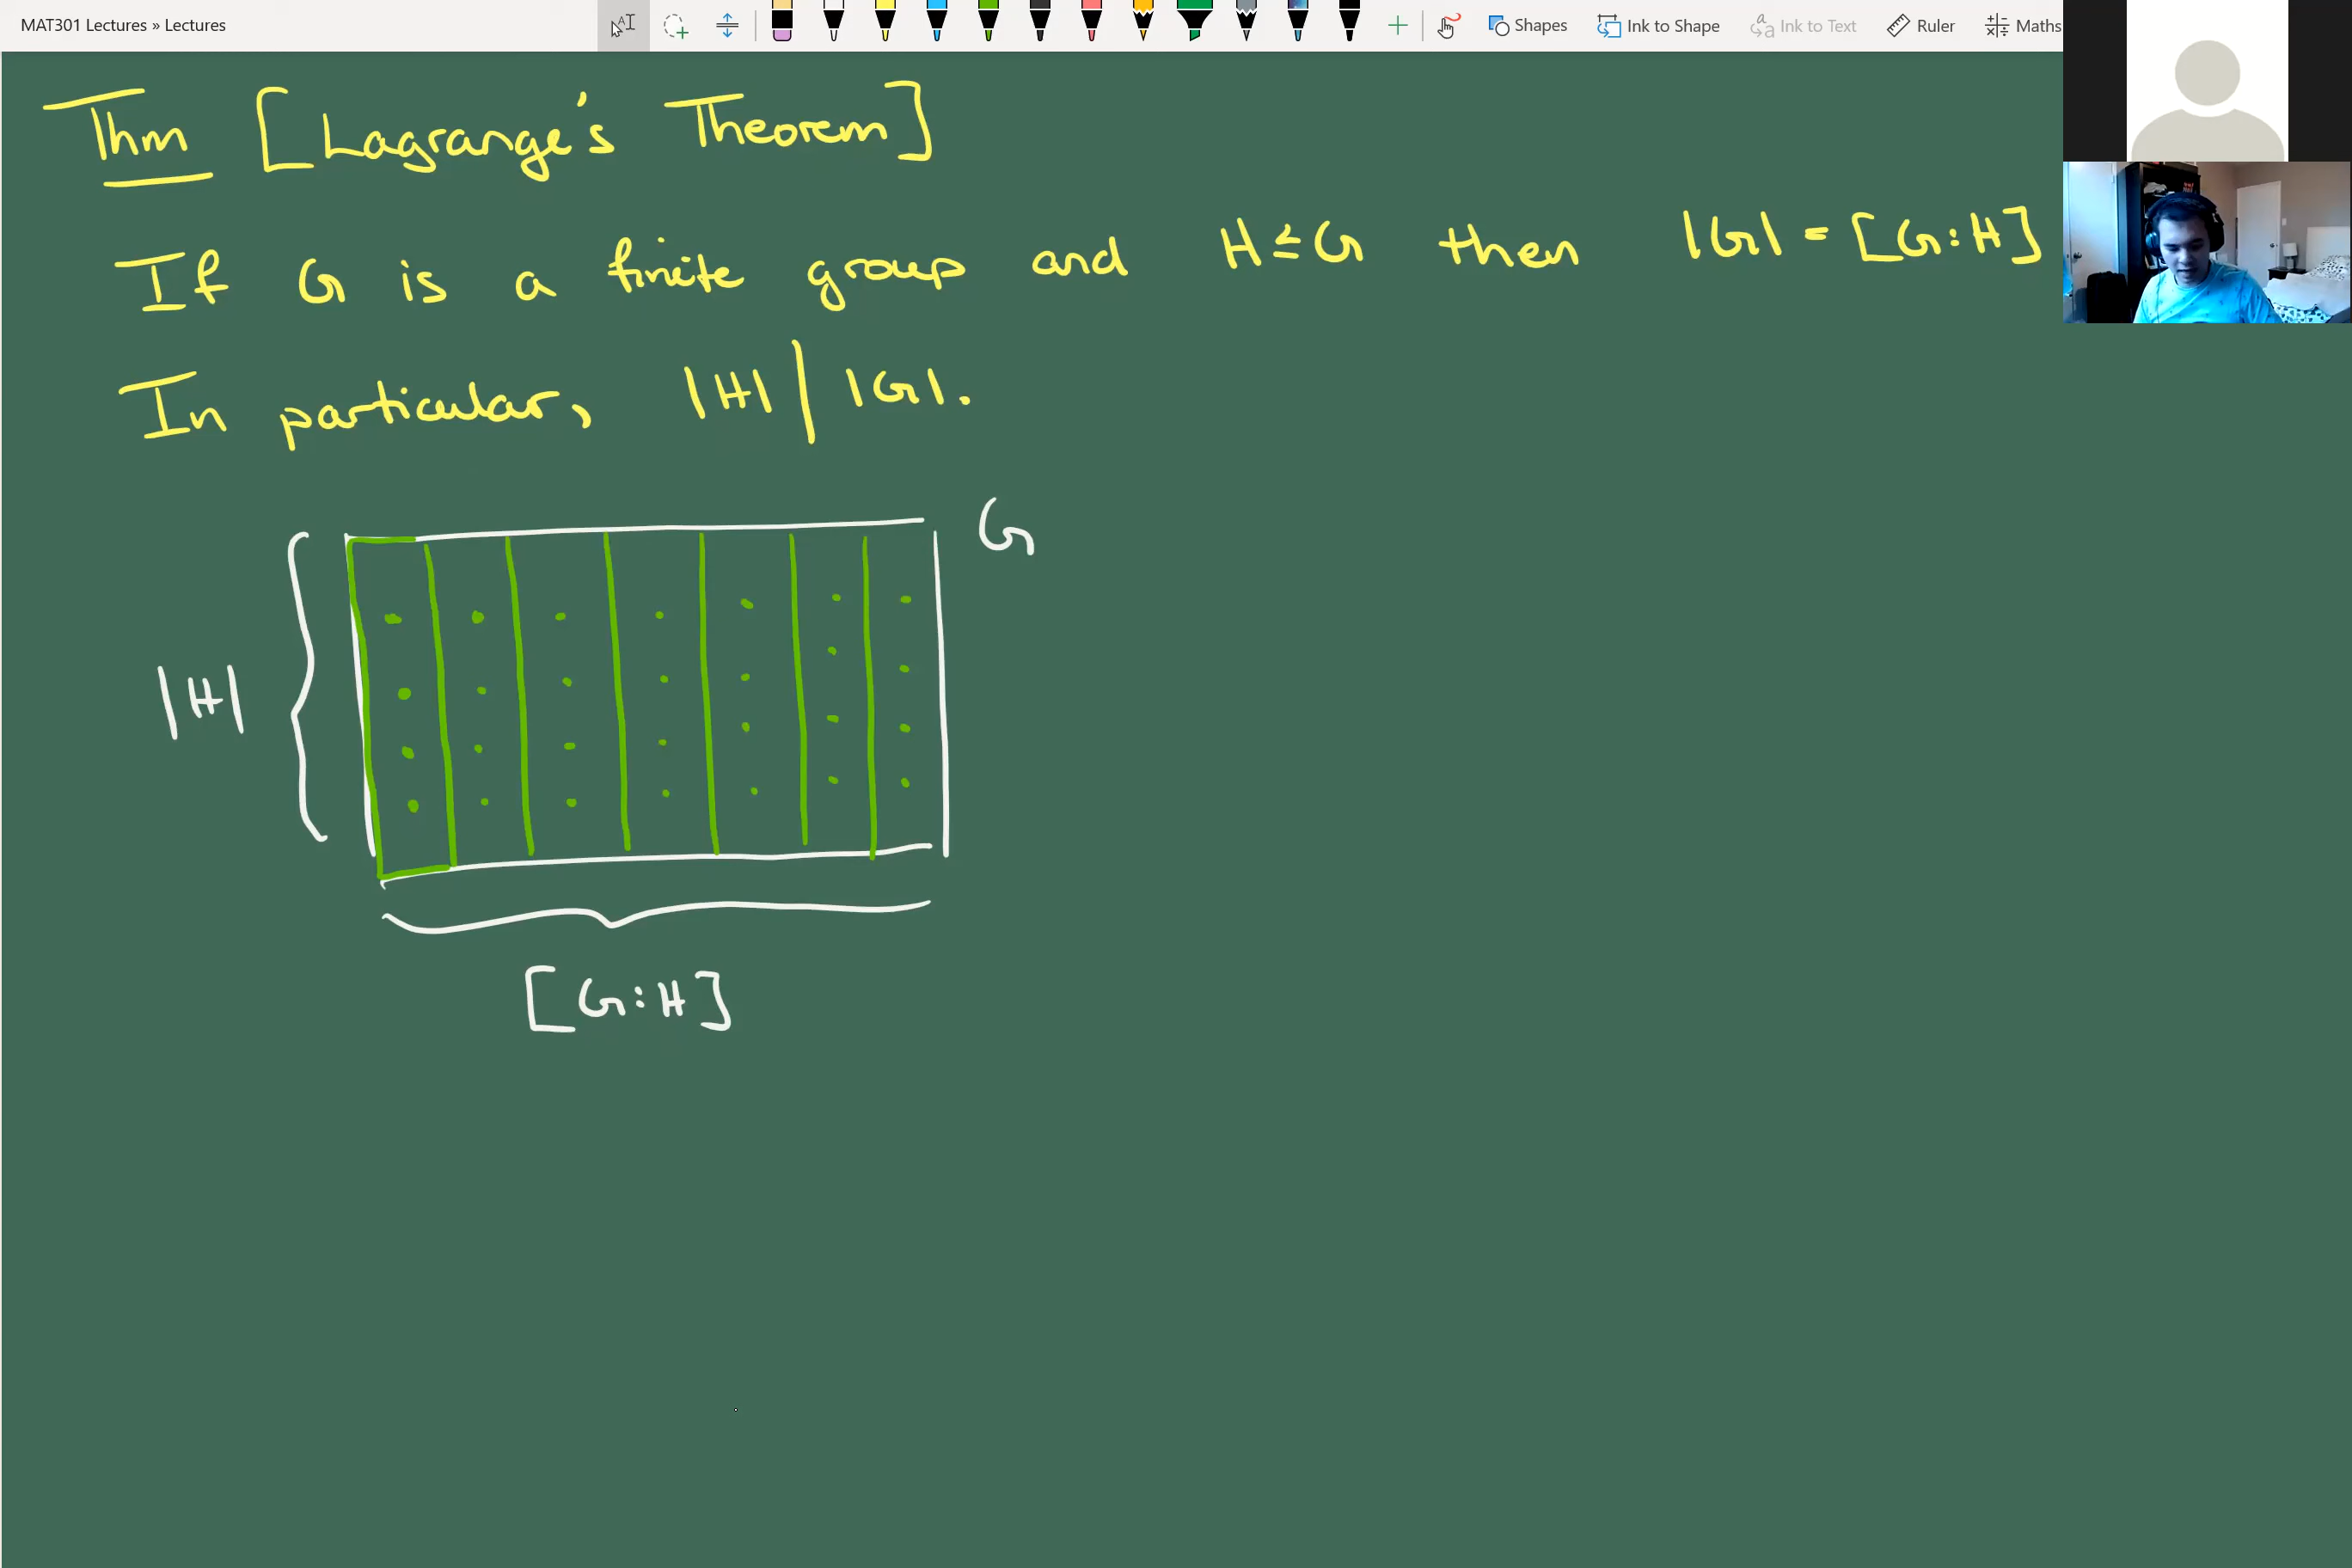 MAT301 Lectures » Lectures
Shapes Ink to Shape Ink to Text Ruler Maths
Thm [Lagrange's Theorem]
If G is a finite group and H ≤ G then |G| = [G:H]
In particular, |H| | |G|.
G
|H|
[G:H]